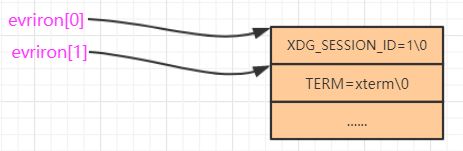 evriron[0]
XDG_SESSION_ID=1\0
evriron[1]
TERM=xterm\0
......